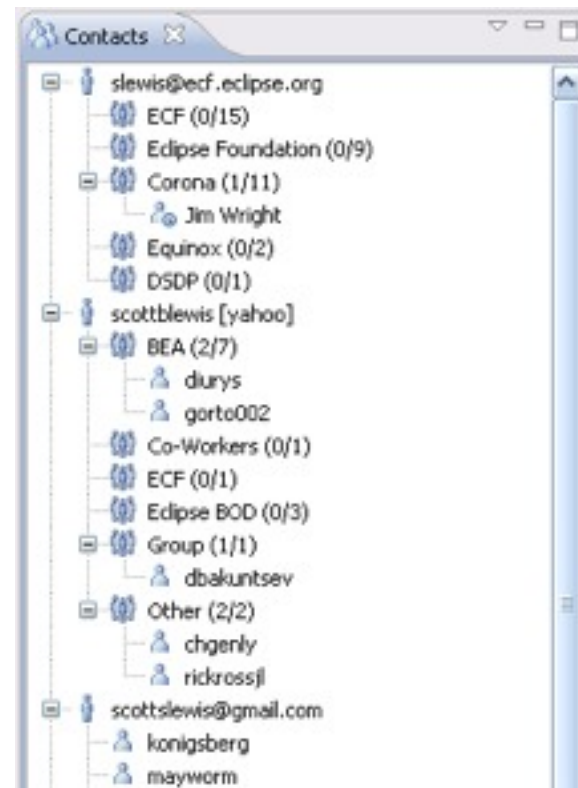 Contacts
slewis@ecf.eclipse.org
ECF (0/15)
Eclipse Foundation (0/9)
Corona (1/11)
Jim Wright
Equinox (0/2)
DSDP (0/1)
scottblewis [yahoo]
BEA (2/7)
diurys
gorto002
Co-Workers (0/1)
ECF (0/1)
Eclipse BOD (0/3)
Group (1/1)
dbakuntsev
Other (2/2)
chgenly
rickrossjl
scottslewis@gmail.com
konigsberg
mayworm